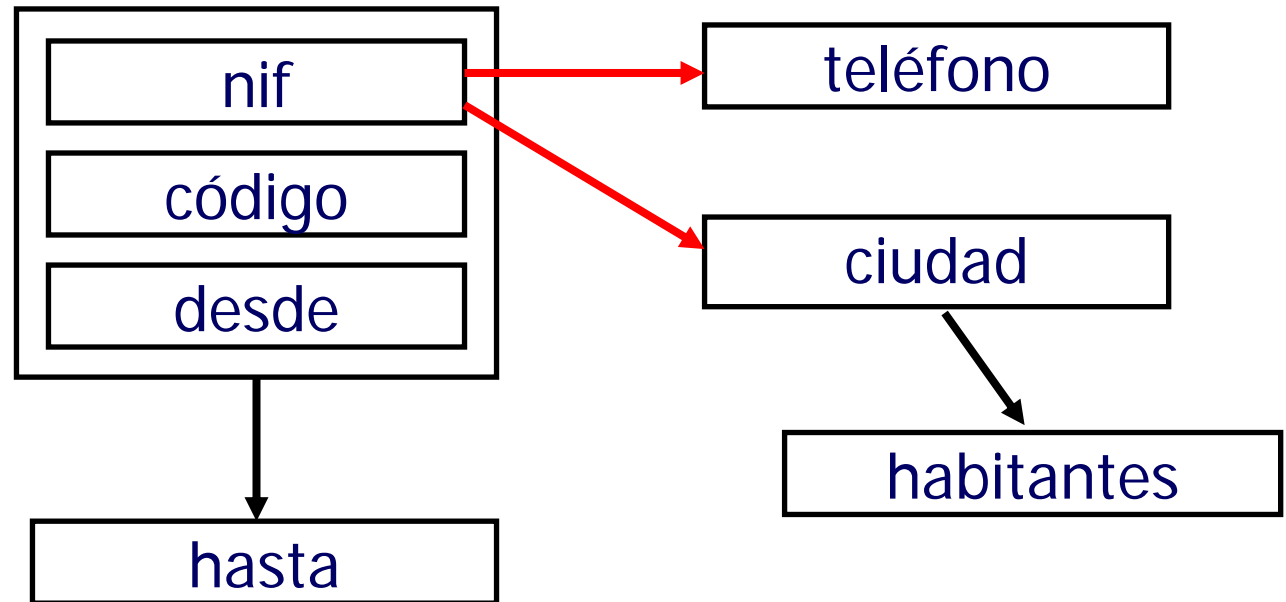 nif
código
desde
hasta
teléfono
ciudad
habitantes